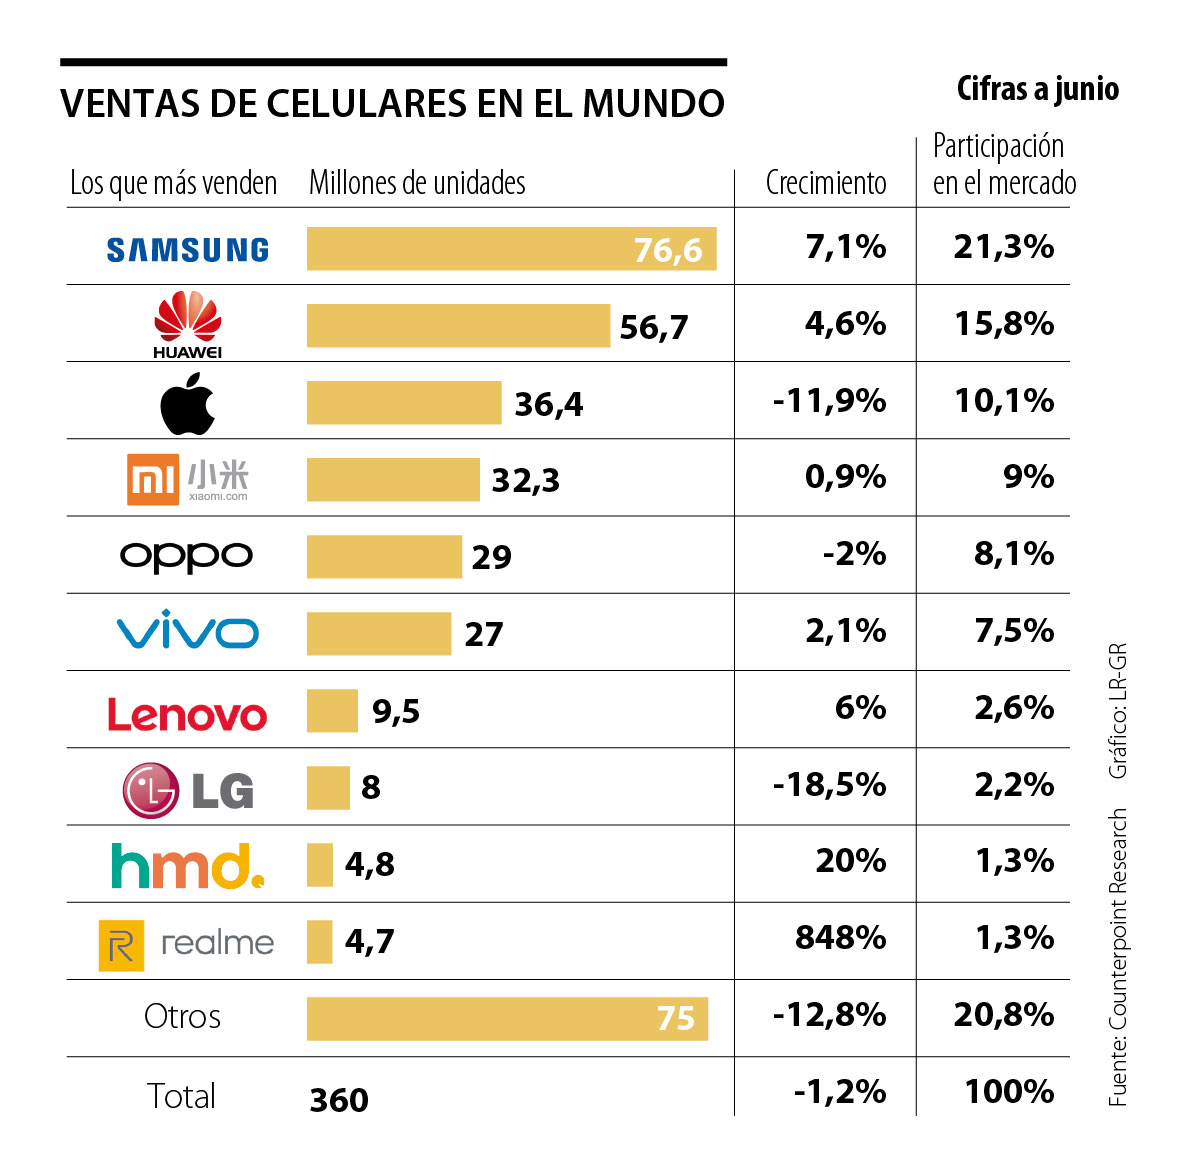 VENTAS DE CELULARES EN EL MUNDO
Cifras a junio
Los que más venden
Millones de unidades
Crecimiento
Participación
en el mercado
SAMSUNG 76,6 7,1% 21,3%
HUAWEI 56,7 4,6% 15,8%
36,4 -11,9% 10,1%
mi 小米 xiaomi.com 32,3 0,9% 9%
oppo 29 -2% 8,1%
vivo 27 2,1% 7,5%
Lenovo 9,5 6% 2,6%
LG LG 8 -18,5% 2,2%
hmd. 4,8 20% 1,3%
R realme 4,7 848% 1,3%
Otros 75 -12,8% 20,8%
Total 360 -1,2% 100%
Fuente: Counterpoint Research Gráfico: LR-GR